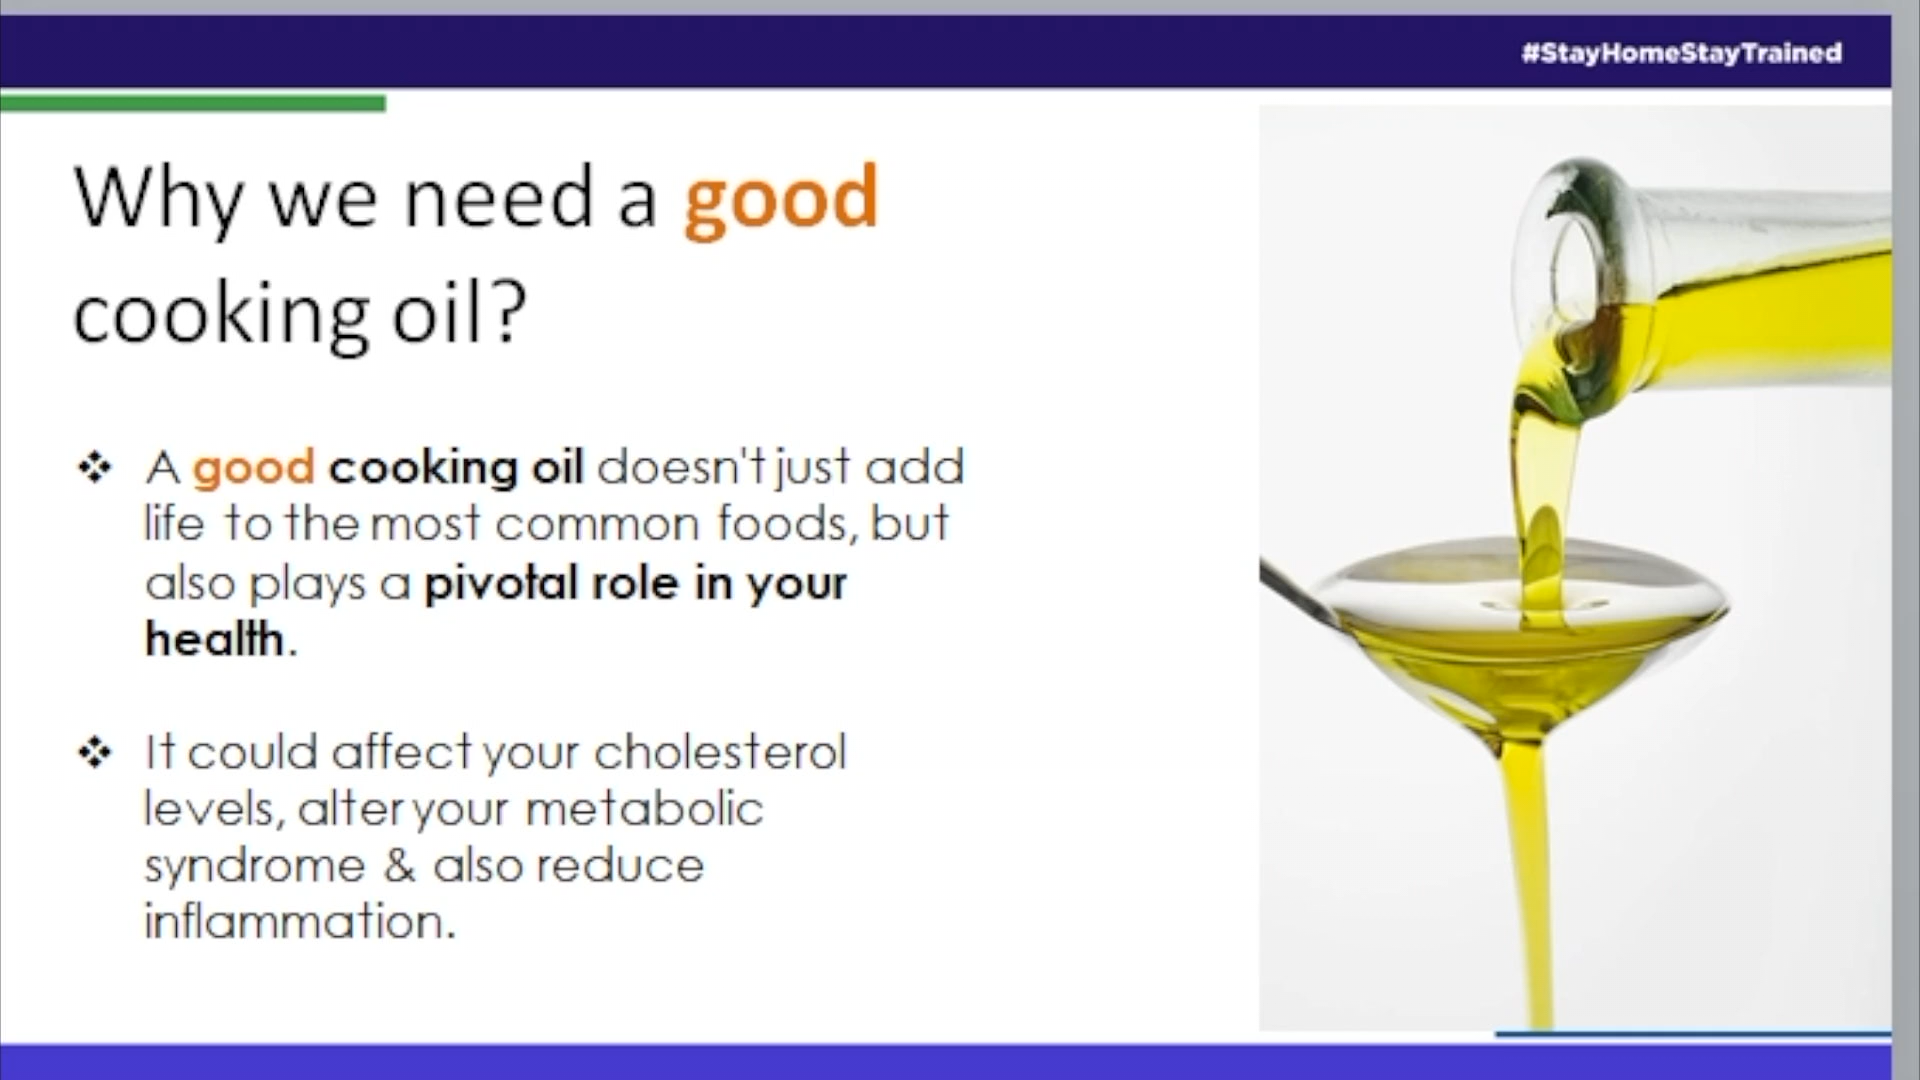 #StayHomeStayTrained
Why we need a good
cooking oil?
❖ A good cooking oil doesn't just add
life to the most common foods, but
also plays a pivotal role in your
health.
❖ It could affect your cholesterol
levels, alter your metabolic
syndrome & also reduce
inflammation.